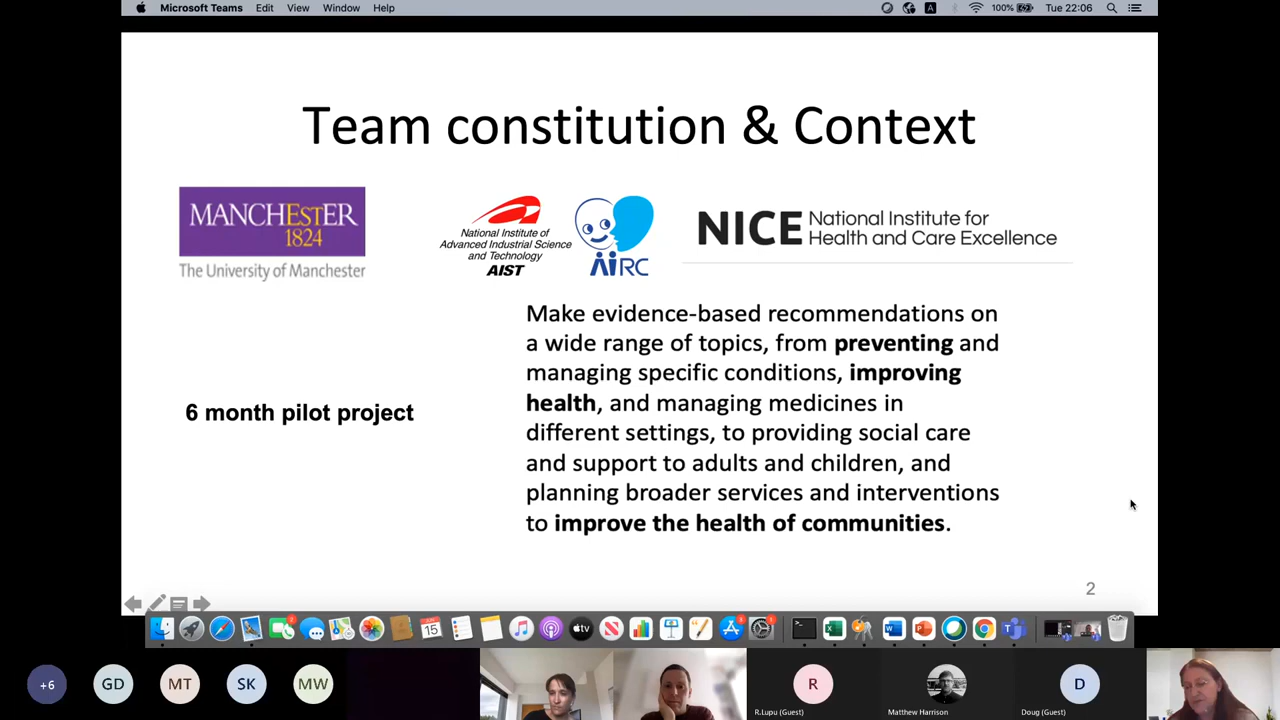 Microsoft Teams Edit View Window Help
A 100% Tue 22:06
Team constitution & Context
MANCHESTER
1824
The University of Manchester
National Institute of
Advanced Industrial Science
and Technology
AIST
AIRC
NICE National Institute for
Health and Care Excellence
Make evidence-based recommendations on
a wide range of topics, from preventing and
managing specific conditions, improving
health, and managing medicines in
different settings, to providing social care
and support to adults and children, and
planning broader services and interventions
to improve the health of communities.
6 month pilot project
2
JUN
15
tv
+6 GD MT SK MW R D
R.Lupu (Guest) Matthew Harrison Doug (Guest)